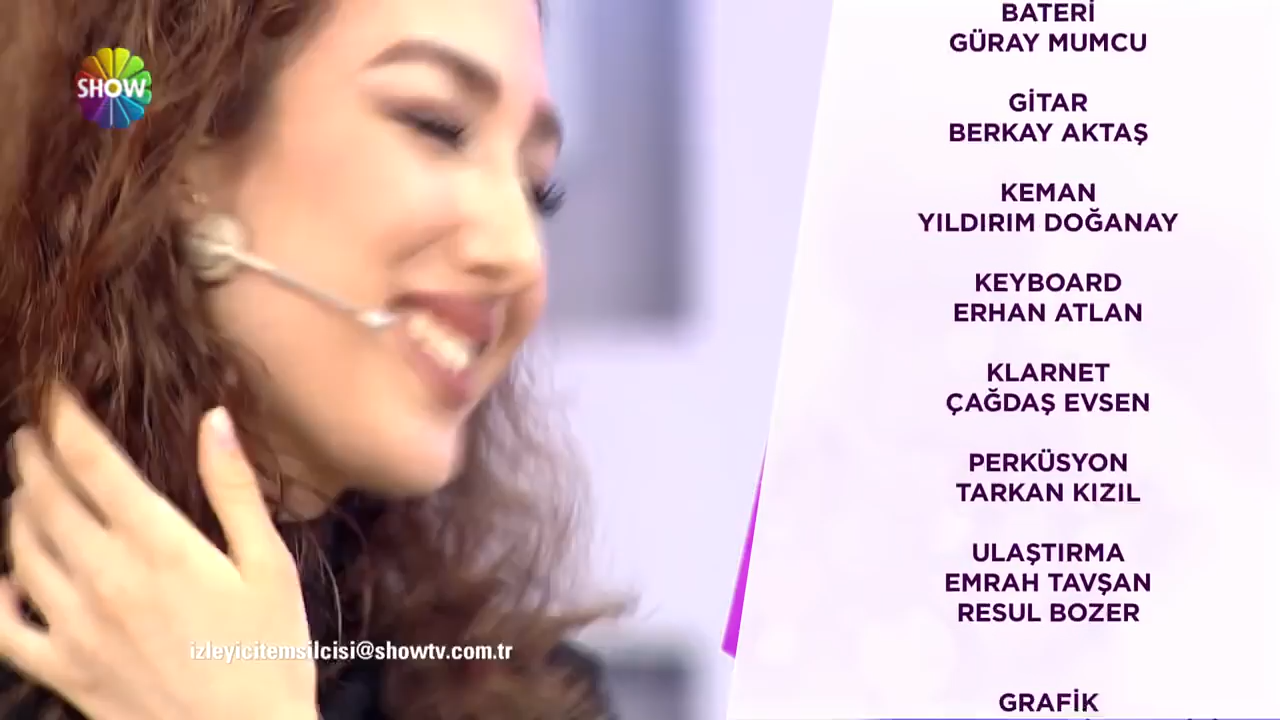 SHOW
BATERİ
GÜRAY MUMCU
GİTAR
BERKAY AKTAŞ
KEMAN
YILDIRIM DOĞANAY
KEYBOARD
ERHAN ATLAN
KLARNET
ÇAĞDAŞ EVSEN
PERKÜSYON
TARKAN KIZIL
ULAŞTIRMA
EMRAH TAVŞAN
RESUL BOZER
GRAFİK
izleyicitemsilcisi@showtv.com.tr